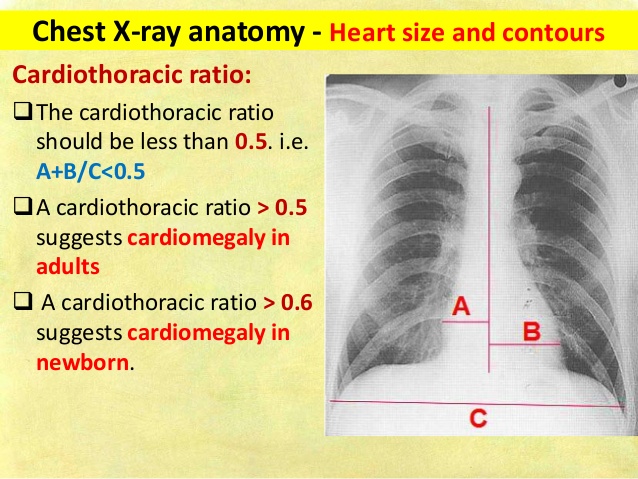 Chest X-ray anatomy - Heart size and contours
Cardiothoracic ratio:
❑The cardiothoracic ratio
should be less than 0.5. i.e.
A+B/C<0.5
❑A cardiothoracic ratio > 0.5
suggests cardiomegaly in
adults
❑ A cardiothoracic ratio > 0.6
suggests cardiomegaly in
newborn.
A
B
C